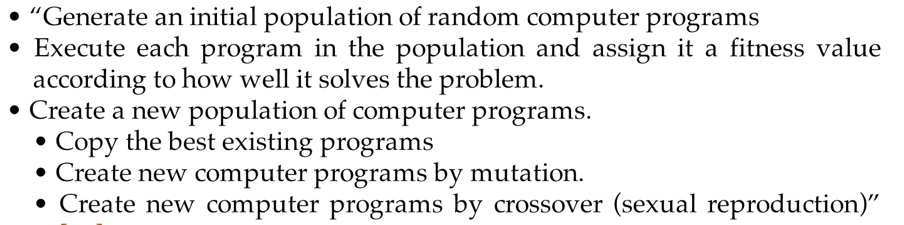 • “Generate an initial population of random computer programs
• Execute each program in the population and assign it a fitness value
according to how well it solves the problem.
• Create a new population of computer programs.
• Copy the best existing programs
• Create new computer programs by mutation.
• Create new computer programs by crossover (sexual reproduction)”